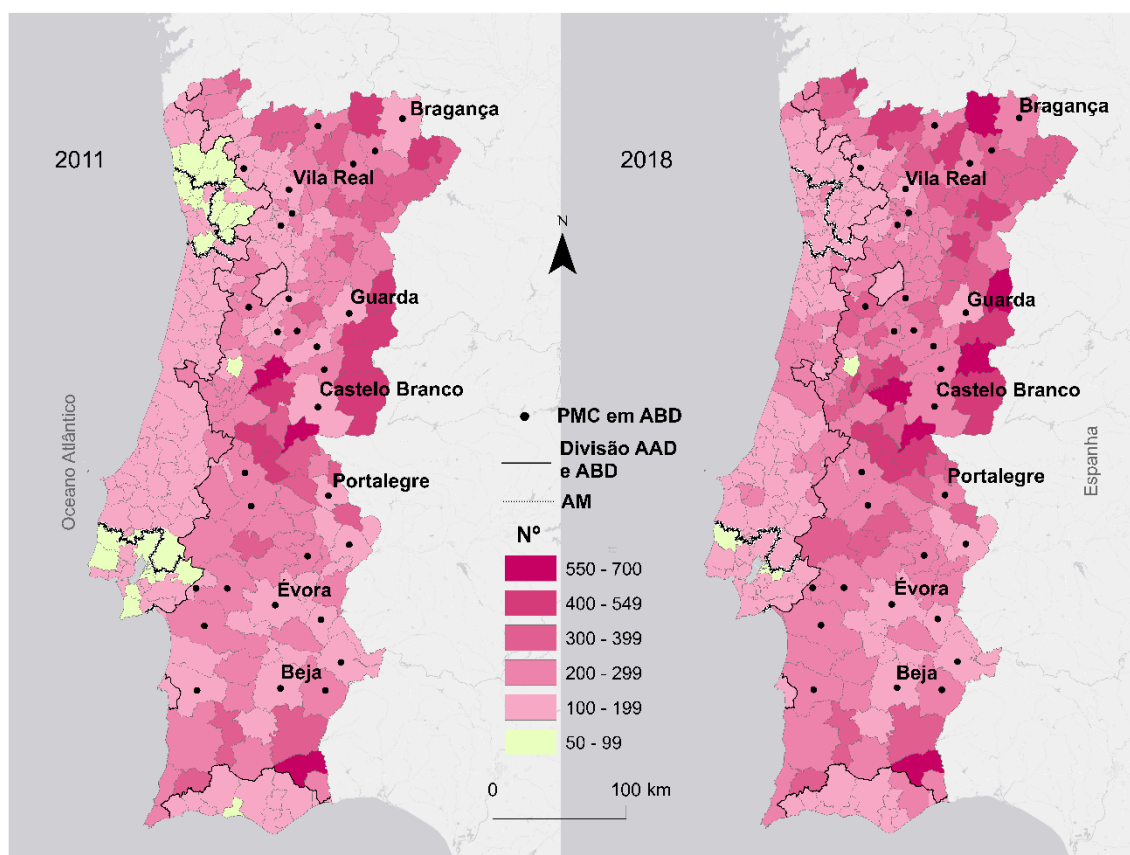 2011
Bragança
Vila Real
Guarda
Castelo Branco
Portalegre
Évora
Beja
Oceano Atlântico
N
PMC em ABD
Divisão AAD
e ABD
AM
Nº
550 - 700
400 - 549
300 - 399
200 - 299
100 - 199
50 - 99
0 100 km
2018
Bragança
Vila Real
Guarda
Castelo Branco
Portalegre
Évora
Beja
Espanha